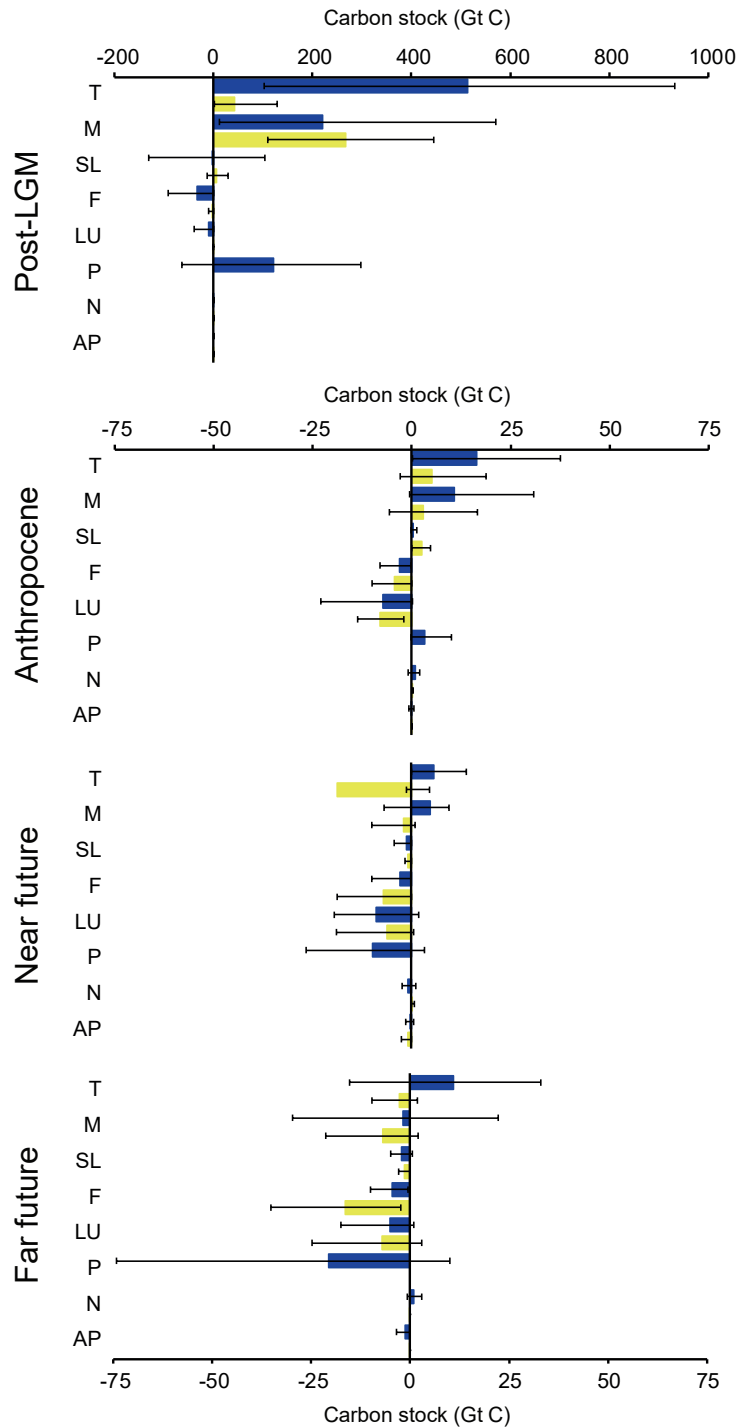 Carbon stock (Gt C)
-200 0 200 400 600 800 1000
Post-LGM
T
M
SL
F
LU
P
N
AP
Carbon stock (Gt C)
-75 -50 -25 0 25 50 75
Anthropocene
T
M
SL
F
LU
P
N
AP
Near future
T
M
SL
F
LU
P
N
AP
Far future
T
M
SL
F
LU
P
N
AP
-75 -50 -25 0 25 50 75
Carbon stock (Gt C)